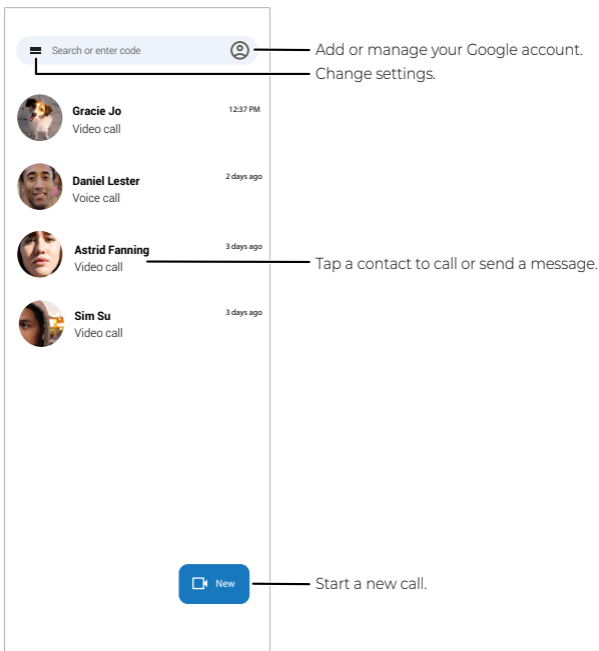 Search or enter code
Add or manage your Google account.
Change settings.
Gracie Jo
12:37 PM
Video call
Daniel Lester
2 days ago
Voice call
Astrid Fanning
3 days ago
Video call
Tap a contact to call or send a message.
Sim Su
3 days ago
Video call
New
Start a new call.